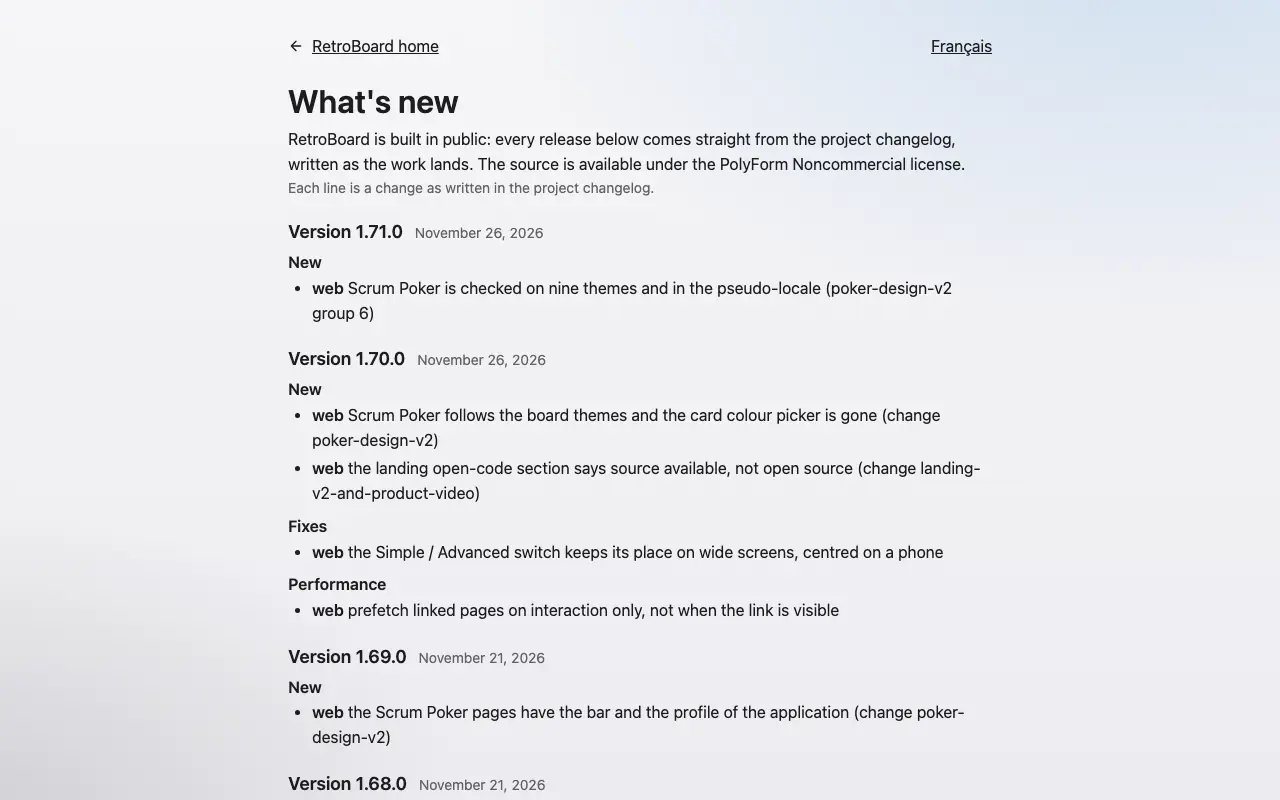 ← RetroBoard home
Français
What's new
RetroBoard is built in public: every release below comes straight from the project changelog,
written as the work lands. The source is available under the PolyForm Noncommercial license.
Each line is a change as written in the project changelog.
Version 1.71.0 November 26, 2026
New
• web Scrum Poker is checked on nine themes and in the pseudo-locale (poker-design-v2
group 6)
Version 1.70.0 November 26, 2026
New
• web Scrum Poker follows the board themes and the card colour picker is gone (change
poker-design-v2)
• web the landing open-code section says source available, not open source (change landing-
v2-and-product-video)
Fixes
• web the Simple / Advanced switch keeps its place on wide screens, centred on a phone
Performance
• web prefetch linked pages on interaction only, not when the link is visible
Version 1.69.0 November 21, 2026
New
• web the Scrum Poker pages have the bar and the profile of the application (change poker-
design-v2)
Version 1.68.0 November 21, 2026